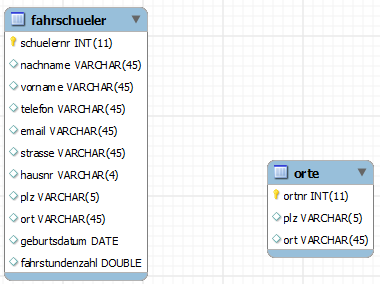 fahrschueler
schuelernr INT(11)
nachname VARCHAR(45)
vorname VARCHAR(45)
telefon VARCHAR(45)
email VARCHAR(45)
strasse VARCHAR(45)
hausnr VARCHAR(4)
plz VARCHAR(5)
ort VARCHAR(45)
geburtsdatum DATE
fahrstundenzahl DOUBLE
orte
ortnr INT(11)
plz VARCHAR(5)
ort VARCHAR(45)